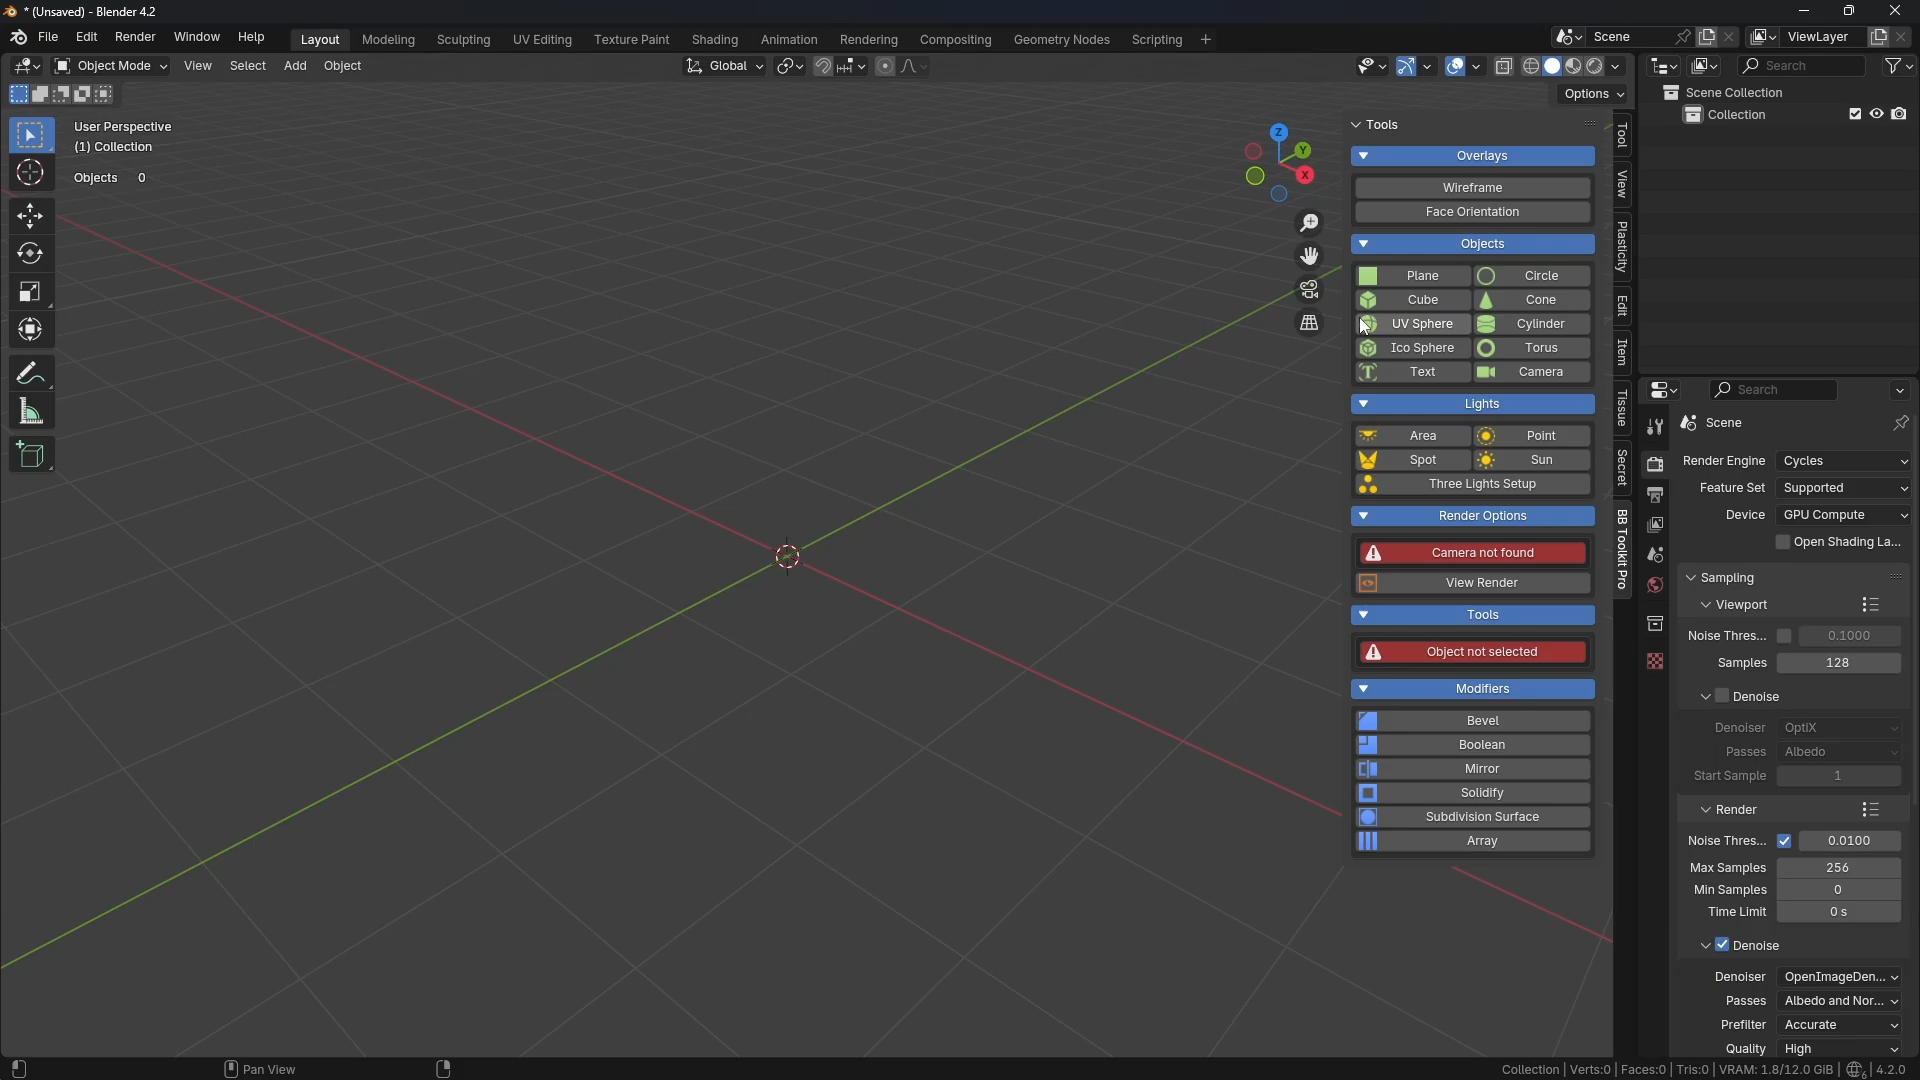 * (Unsaved) - Blender 4.2
File Edit Render Window Help Layout Modeling Sculpting UV Editing Texture Paint Shading Animation Rendering Compositing Geometry Nodes Scripting + Scene ViewLayer
Object Mode View Select Add Object Global Search
Options
User Perspective
(1) Collection
Objects 0
Z
Y
X
Tools
Overlays
Wireframe
Face Orientation
Objects
Plane Circle
Cube Cone
UV Sphere Cylinder
Ico Sphere Torus
Text Camera
Lights
Area Point
Spot Sun
Three Lights Setup
Render Options
Camera not found
View Render
Tools
Object not selected
Modifiers
Bevel
Boolean
Mirror
Solidify
Subdivision Surface
Array
Tool
View
Plasticity
Edit
Item
Tissue
Secret
BB Toolkit Pro
Scene Collection
Collection
Search
Scene
Render Engine Cycles
Feature Set Supported
Device GPU Compute
Open Shading La...
Sampling
Viewport
Noise Thres... 0.1000
Samples 128
Denoise
Denoiser OptiX
Passes Albedo
Start Sample 1
Render
Noise Thres... 0.0100
Max Samples 256
Min Samples 0
Time Limit 0 s
Denoise
Denoiser OpenImageDen...
Passes Albedo and Nor...
Prefilter Accurate
Quality High
Pan View
Collection | Verts:0 | Faces:0 | Tris:0 | VRAM: 1.8/12.0 GiB | 6 | 4.2.0